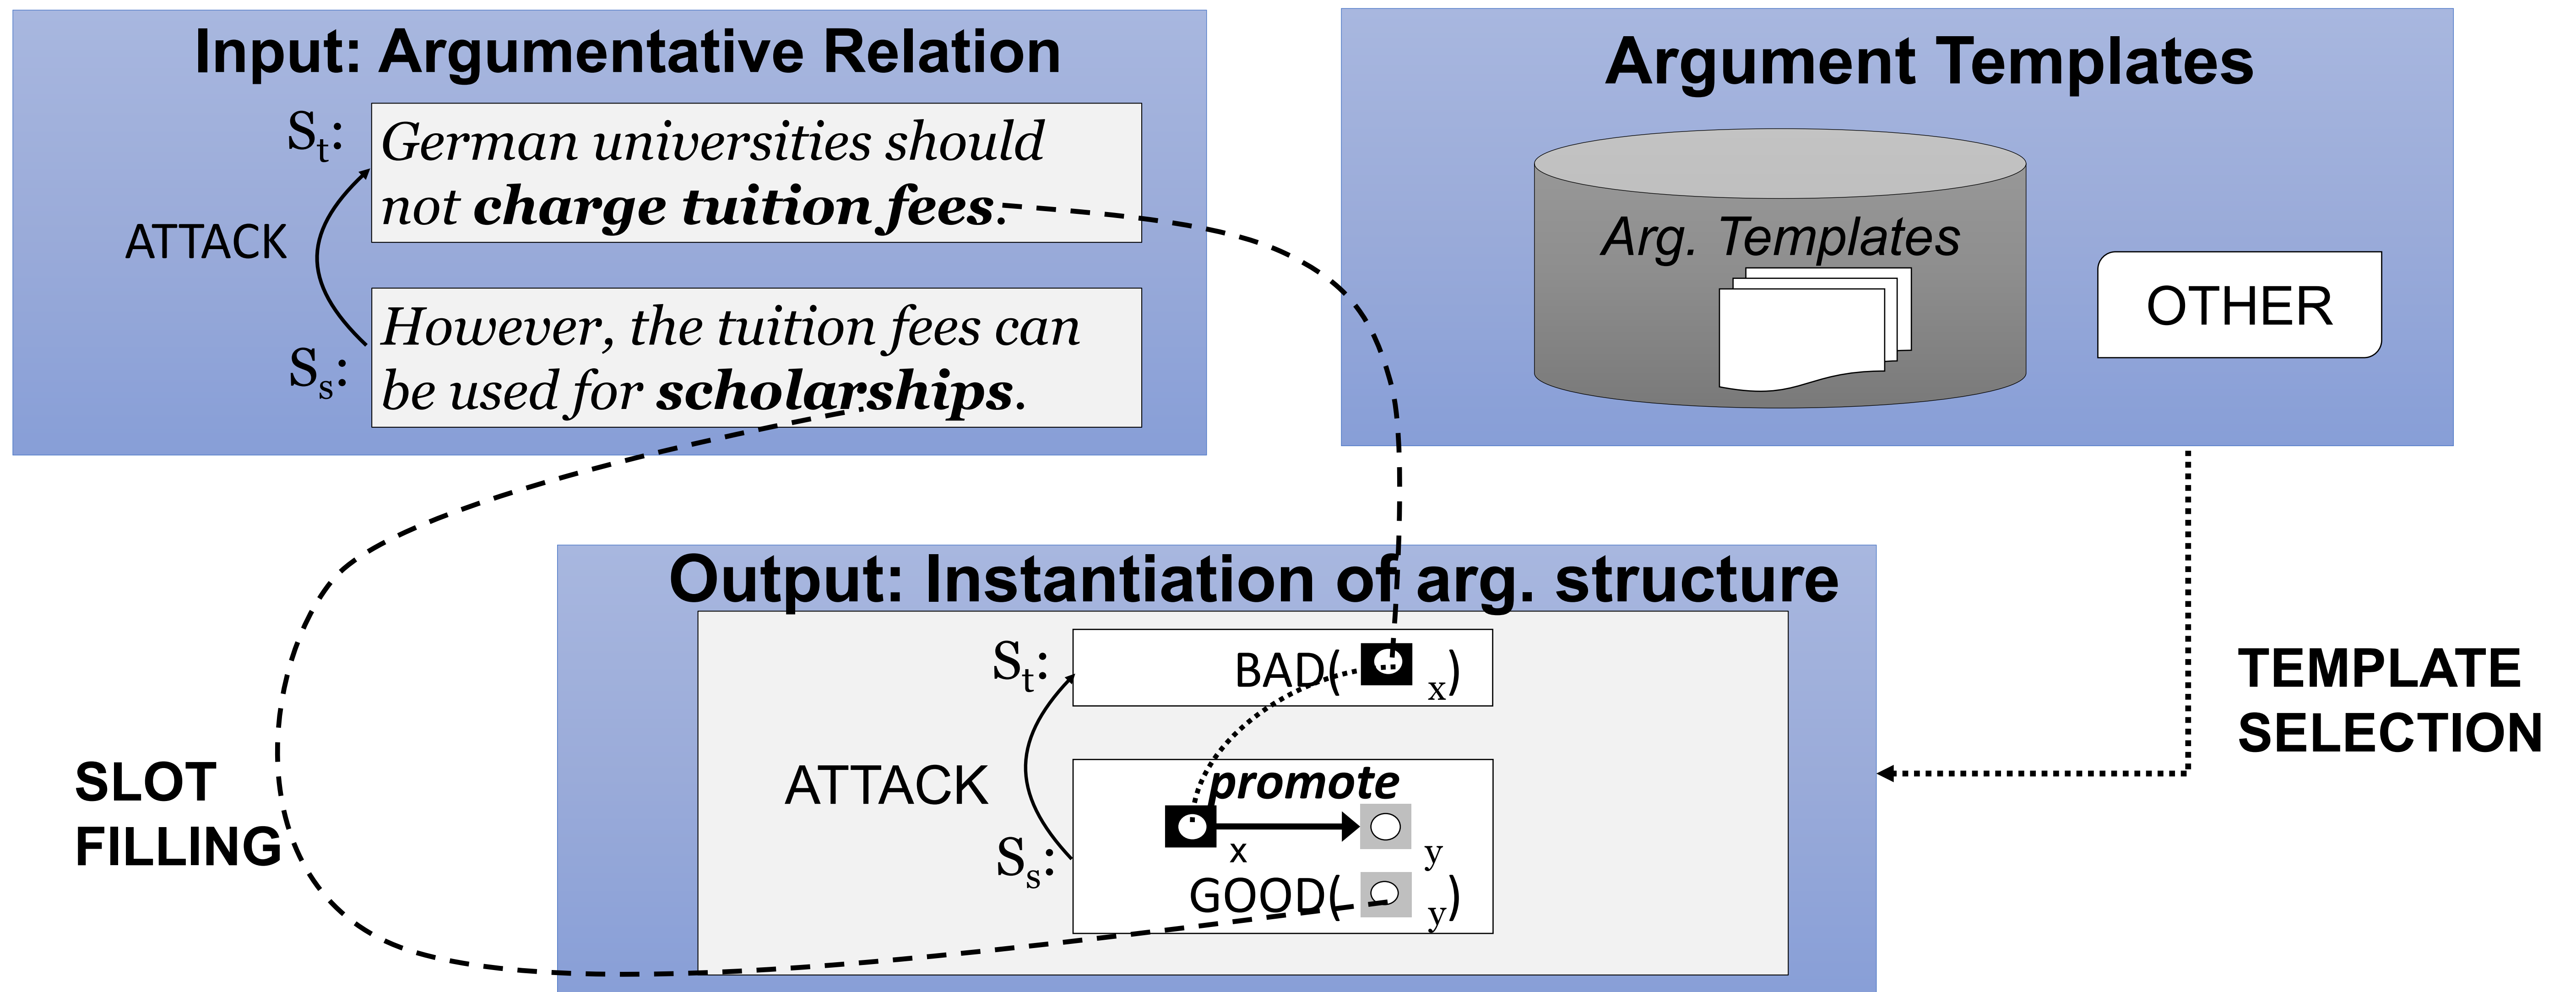 Input: Argumentative Relation
St:
German universities should
not charge tuition fees.
ATTACK
Ss:
However, the tuition fees can
be used for scholarships.
Argument Templates
Arg. Templates
OTHER
Output: Instantiation of arg. structure
St:
BAD( x)
ATTACK
Ss:
promote
x
y
GOOD( y)
SLOT
FILLING
TEMPLATE
SELECTION